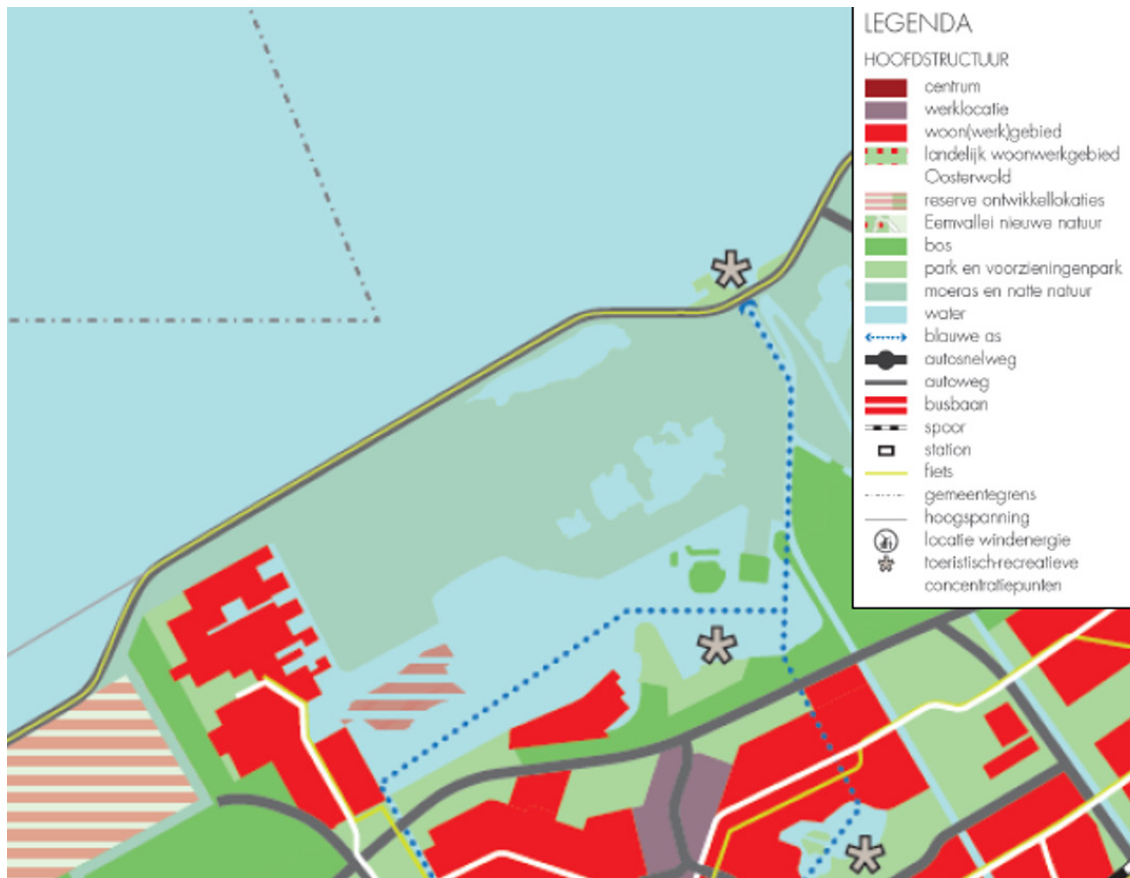 LEGENDA
HOOFDSTRUCTUUR
centrum
werklocatie
woon(werk)gebied
landelijk woonwerkgebied
Oosterwold
reserve ontwikkellokaties
Eemvallei nieuwe natuur
bos
park en voorzieningenpark
moeras en natte natuur
water
blauwe as
autosnelweg
autoweg
busbaan
spoor
station
fiets
gemeentegrens
hoogspanning
locatie windenergie
toeristisch-recreatieve
concentratiepunten